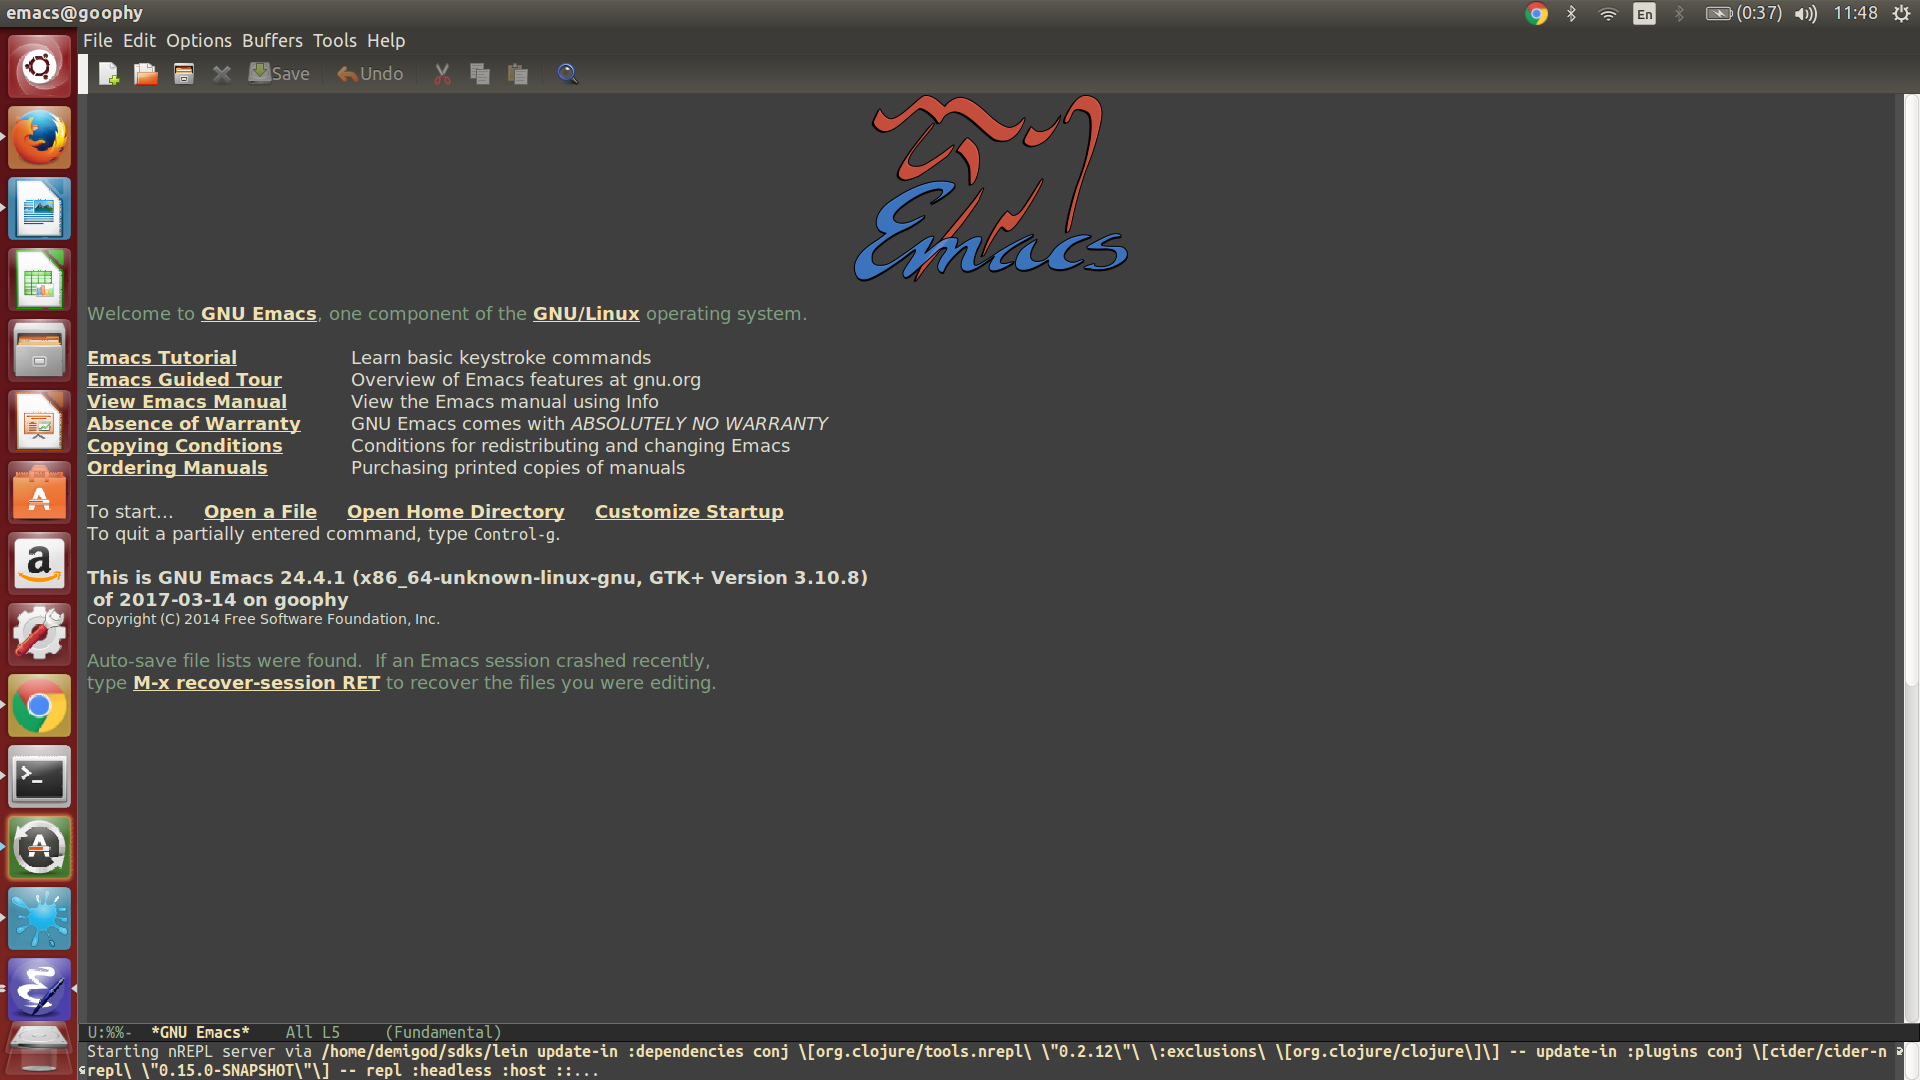 emacs@goophy
En
(0:37)
11:48
File Edit Options Buffers Tools Help
Save
Undo
Emacs
Welcome to GNU Emacs, one component of the GNU/Linux operating system.
Emacs Tutorial Learn basic keystroke commands
Emacs Guided Tour Overview of Emacs features at gnu.org
View Emacs Manual View the Emacs manual using Info
Absence of Warranty GNU Emacs comes with ABSOLUTELY NO WARRANTY
Copying Conditions Conditions for redistributing and changing Emacs
Ordering Manuals Purchasing printed copies of manuals
To start... Open a File Open Home Directory Customize Startup
To quit a partially entered command, type Control-g.
This is GNU Emacs 24.4.1 (x86_64-unknown-linux-gnu, GTK+ Version 3.10.8)
of 2017-03-14 on goophy
Copyright (C) 2014 Free Software Foundation, Inc.
Auto-save file lists were found. If an Emacs session crashed recently,
type M-x recover-session RET to recover the files you were editing.
U:%%- *GNU Emacs* All L5 (Fundamental)
Starting nREPL server via /home/demigod/sdks/lein update-in :dependencies conj \[org.clojure/tools.nrepl\ \"0.2.12\"\ \:exclusions\ \[org.clojure/clojure\]\] -- update-in :plugins conj \[cider/cider-n
repl\ \"0.15.0-SNAPSHOT\"\] -- repl :headless :host ::...